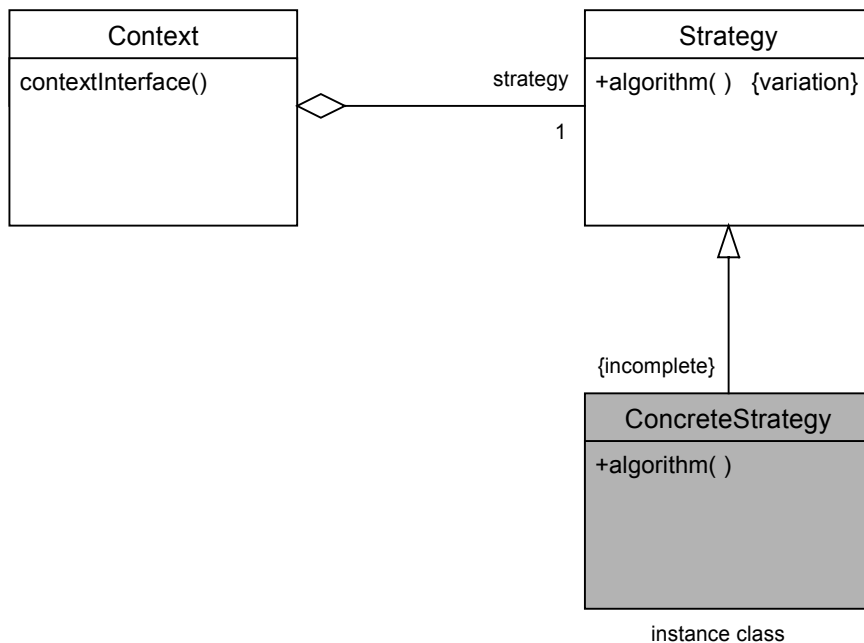 Context
contextInterface()
strategy
1
Strategy
+algorithm( ) {variation}
{incomplete}
ConcreteStrategy
+algorithm( )
instance class